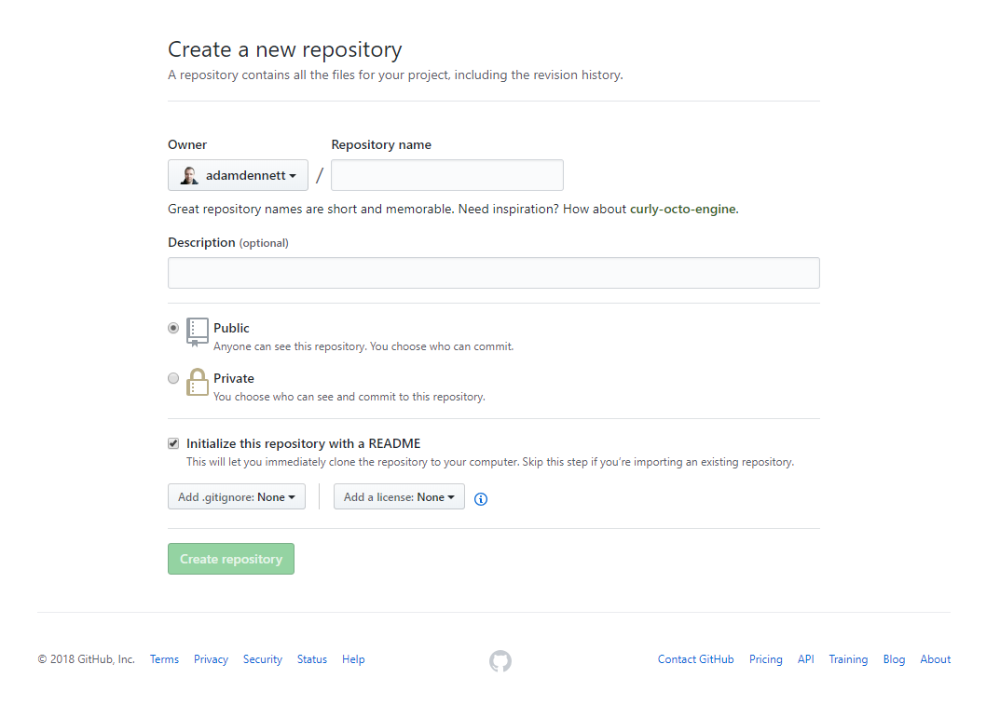 Create a new repository
A repository contains all the files for your project, including the revision history.
Owner
Repository name
adamdennett
/
Great repository names are short and memorable. Need inspiration? How about curly-octo-engine.
Description (optional)
Public
Anyone can see this repository. You choose who can commit.
Private
You choose who can see and commit to this repository.
Initialize this repository with a README
This will let you immediately clone the repository to your computer. Skip this step if you’re importing an existing repository.
Add .gitignore: None
Add a license: None
Create repository
© 2018 GitHub, Inc. Terms Privacy Security Status Help
Contact GitHub Pricing API Training Blog About